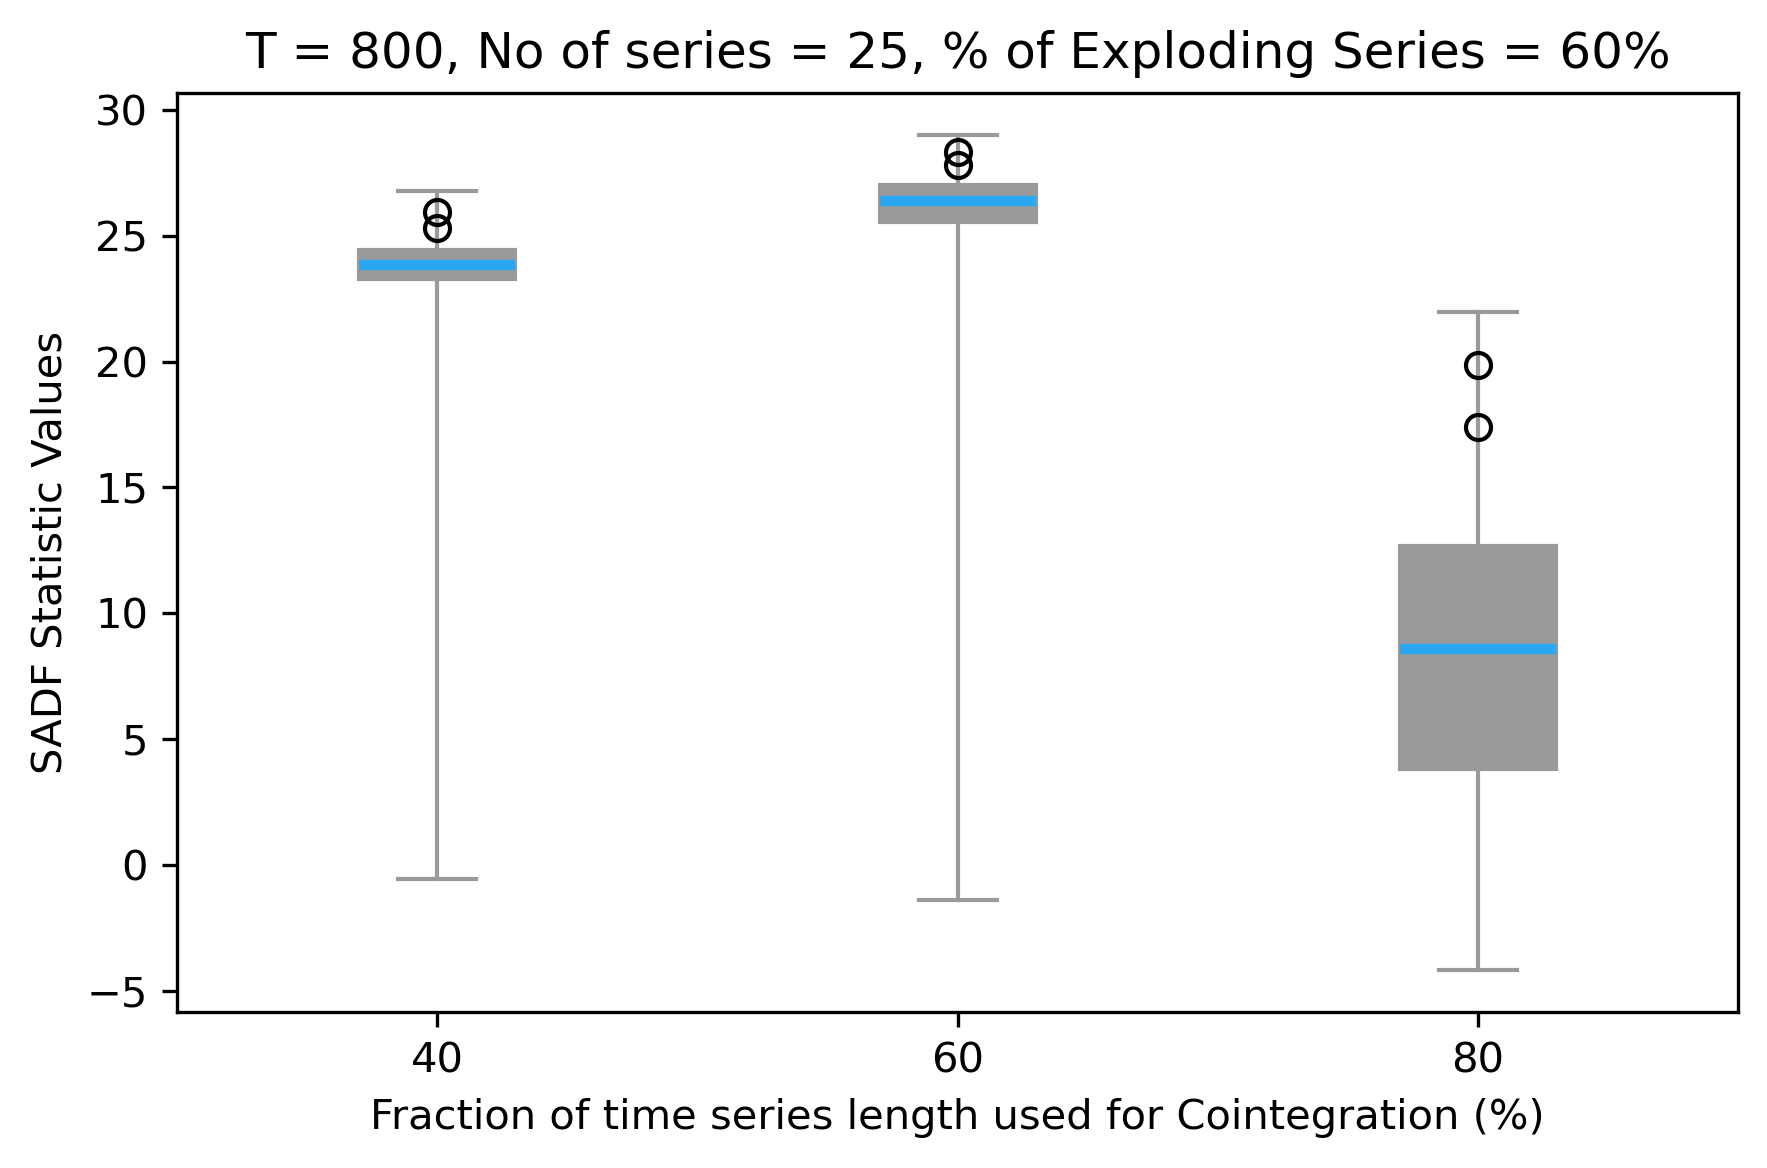 T = 800, No of series = 25, % of Exploding Series = 60%
30
25
20
15
10
5
0
−5
SADF Statistic Values
40 60 80
Fraction of time series length used for Cointegration (%)